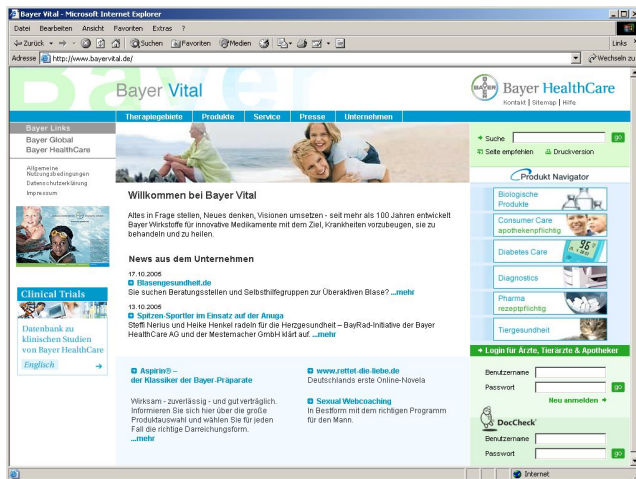 Bayer Vital - Microsoft Internet Explorer
Datei Bearbeiten Ansicht Favoriten Extras ?
Zurück Suchen Favoriten Medien Links
Adresse http://www.bayervital.de/ Wechseln zu
Bayer
Bayer Vital
BAYER
Bayer HealthCare
Kontakt | Sitemap | Hilfe
Therapiegebiete Produkte Service Presse Unternehmen
Bayer Links
Bayer Global
Bayer HealthCare
Allgemeine
Nutzungsbedingungen
Datenschutzerklärung
Impressum
Clinical Trials
Datenbank zu
klinischen Studien
von Bayer HealthCare
Englisch
Willkommen bei Bayer Vital
Altes in Frage stellen, Neues denken, Visionen umsetzen - seit mehr als 100 Jahren entwickelt
Bayer Wirkstoffe für innovative Medikamente mit dem Ziel, Krankheiten vorzubeugen, sie zu
behandeln und zu heilen.
News aus dem Unternehmen
17.10.2005
Blasengesundheit.de
Sie suchen Beratungsstellen und Selbsthilfegruppen zur Überaktiven Blase? ...mehr
13.10.2005
Spitzen-Sportler im Einsatz auf der Anuga
Steffi Nerius und Heike Henkel radeln für die Herzgesundheit – BayRad-Initiative der Bayer
HealthCare AG und der Mestemacher GmbH klärt auf. ...mehr
Aspirin® –
der Klassiker der Bayer-Präparate
Wirksam - zuverlässig - und gut verträglich.
Informieren Sie sich hier über die große
Produktauswahl und wählen Sie für jeden
Fall die richtige Darreichungsform.
...mehr
www.rettet-die-liebe.de
Deutschlands erste Online-Novela
Sexual Webcoaching
In Bestform mit dem richtigen Programm
für den Mann.
Suche go
Seite empfehlen Druckversion
Produkt Navigator
Biologische
Produkte
Consumer Care
apothekenpflichtig
Diabetes Care
Diagnostics
Pharma
rezeptpflichtig
Tiergesundheit
Login für Ärzte, Tierärzte & Apotheker
Benutzername
Passwort go
Neu anmelden
DocCheck
Benutzername
Passwort go
Internet